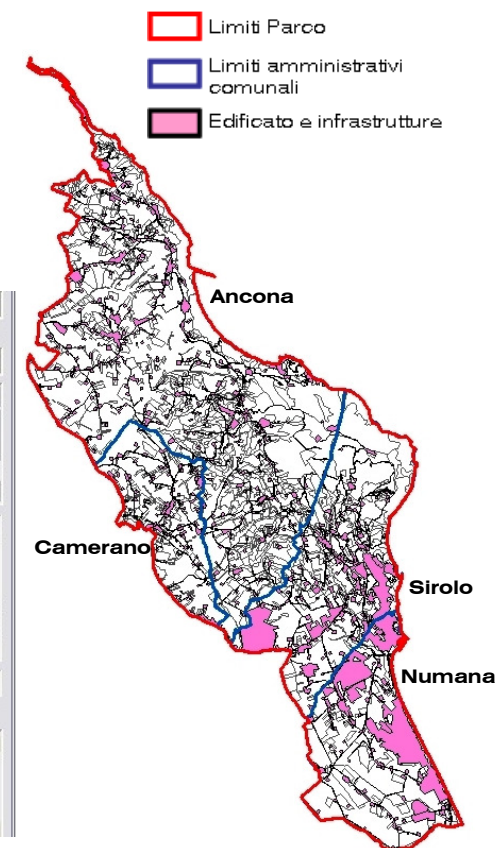 Limiti Parco
Limiti amministrativi
comunali
Edificato e infrastrutture
Ancona
Camerano
Sirolo
Numana